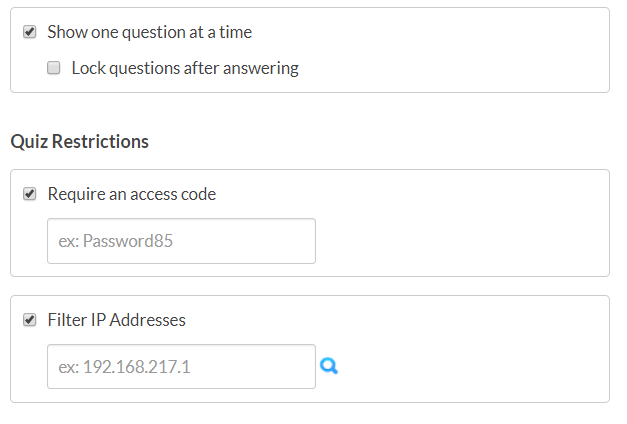 Show one question at a time
Lock questions after answering
Quiz Restrictions
Require an access code
ex: Password85
Filter IP Addresses
ex: 192.168.217.1